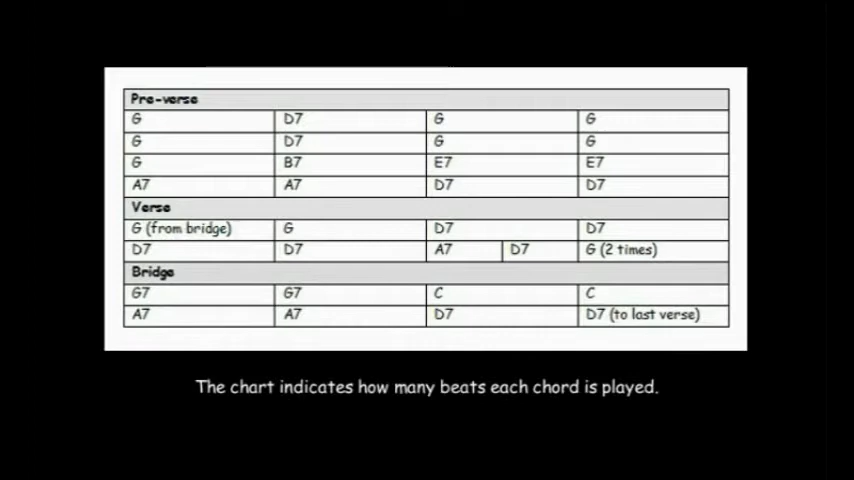 Pre-verse
G D7 G G
G D7 G G
G B7 E7 E7
A7 A7 D7 D7
Verse
G (from bridge) G D7 D7
D7 D7 A7 D7 G (2 times)
Bridge
G7 G7 C C
A7 A7 D7 D7 (to last verse)
The chart indicates how many beats each chord is played.